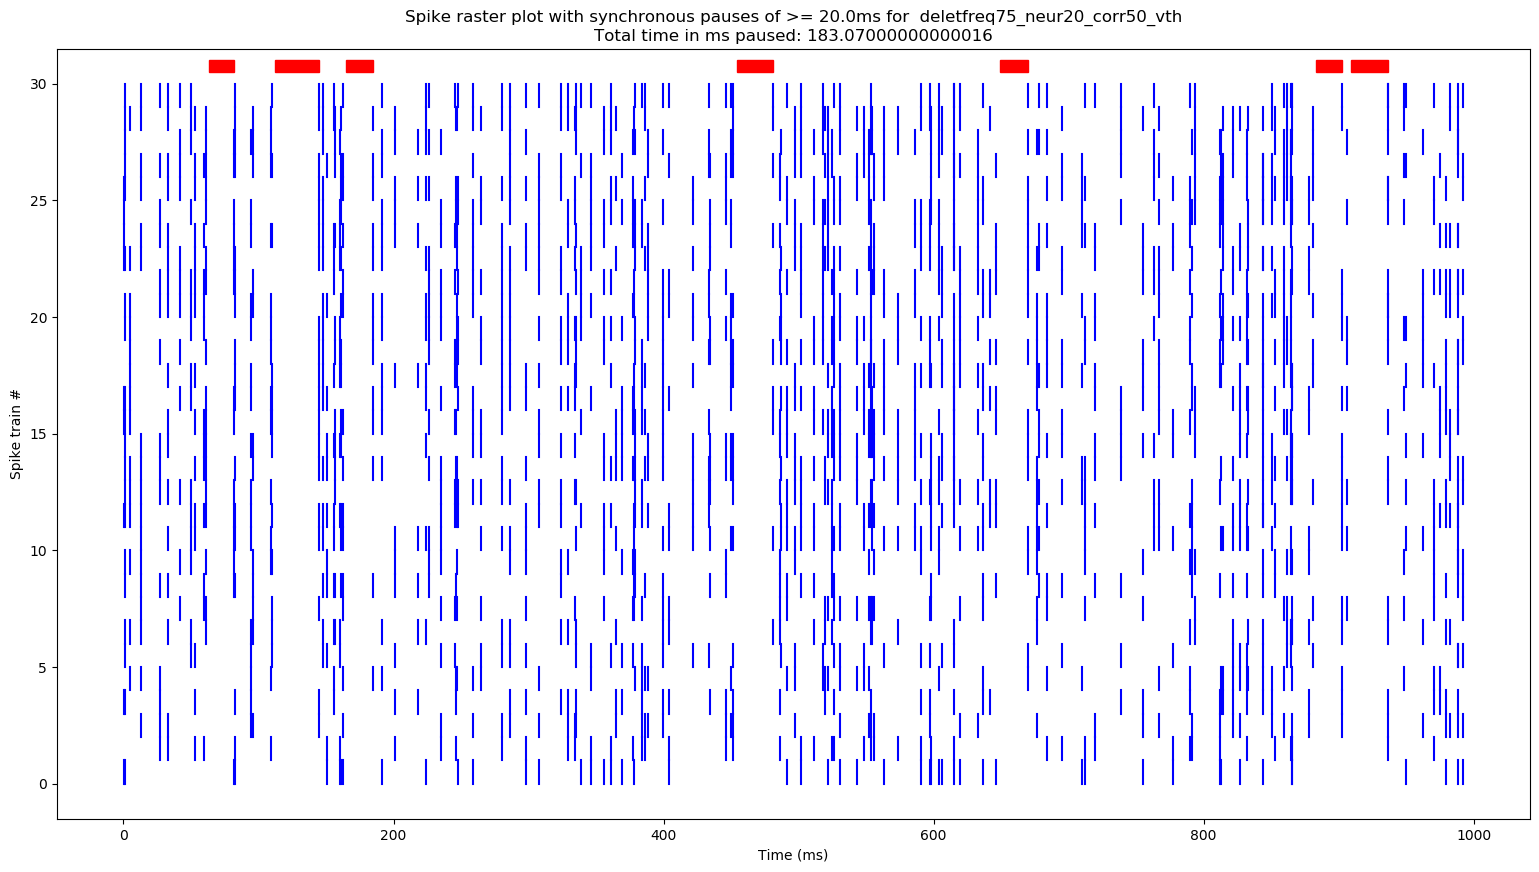 Spike raster plot with synchronous pauses of >= 20.0ms for  deletfreq75_neur20_corr50_vth
Total time in ms paused: 183.07000000000016
30
25
20
15
10
5
0
Spike train #
0 200 400 600 800 1000
Time (ms)